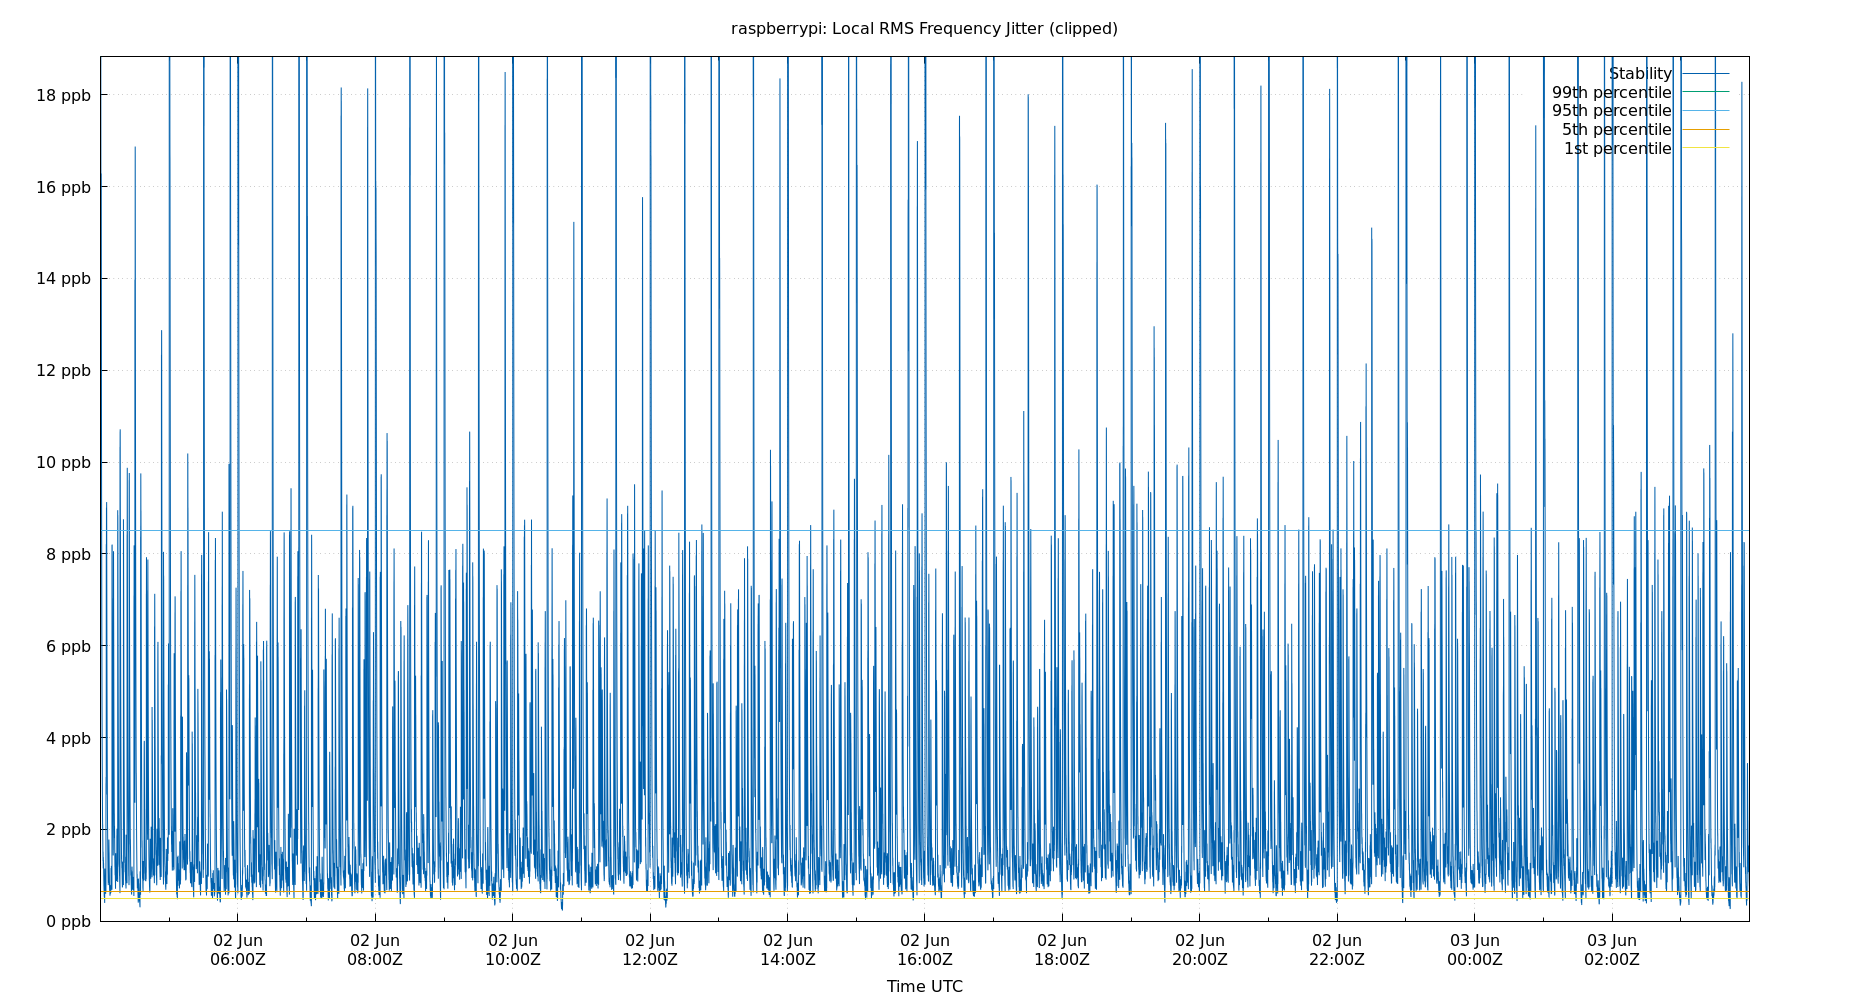 raspberrypi: Local RMS Frequency Jitter (clipped)
Stability
99th percentile
95th percentile
5th percentile
1st percentile
18 ppb
16 ppb
14 ppb
12 ppb
10 ppb
8 ppb
6 ppb
4 ppb
2 ppb
0 ppb
02 Jun 02 Jun 02 Jun 02 Jun 02 Jun 02 Jun 02 Jun 02 Jun 02 Jun 03 Jun 03 Jun
06:00Z 08:00Z 10:00Z 12:00Z 14:00Z 16:00Z 18:00Z 20:00Z 22:00Z 00:00Z 02:00Z
Time UTC